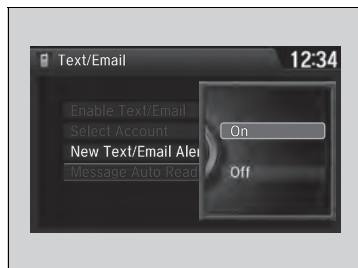 Text/Email
12:34
Enable Text/Email
Select Account
New Text/Email Aler
Message Auto Read
On
Off